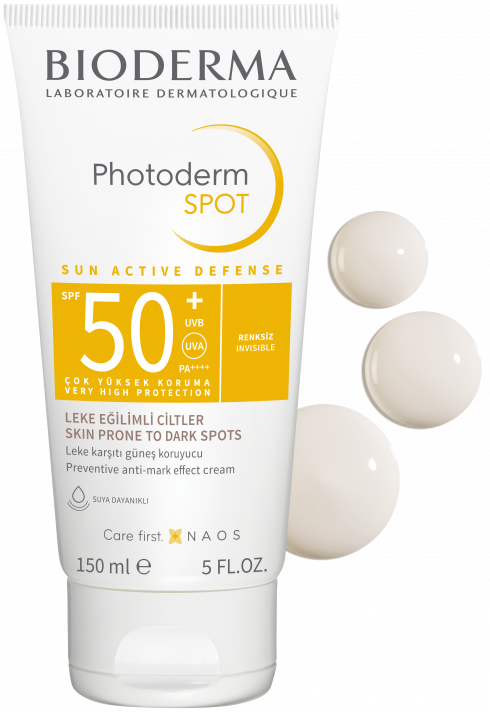 BIODERMA
LABORATOIRE DERMATOLOGIQUE
Photoderm
SPOT
SUN ACTIVE DEFENSE
SPF 50+
UVB
UVA
PA++++
RENKSİZ
INVISIBLE
ÇOK YÜKSEK KORUMA
VERY HIGH PROTECTION
LEKE EĞİLİMLİ CİLTLER
SKIN PRONE TO DARK SPOTS
Leke karşıtı güneş koruyucu
Preventive anti-mark effect cream
SUYA DAYANIKLI
Care first. NAOS
150 ml ℮ 5 FL.OZ.